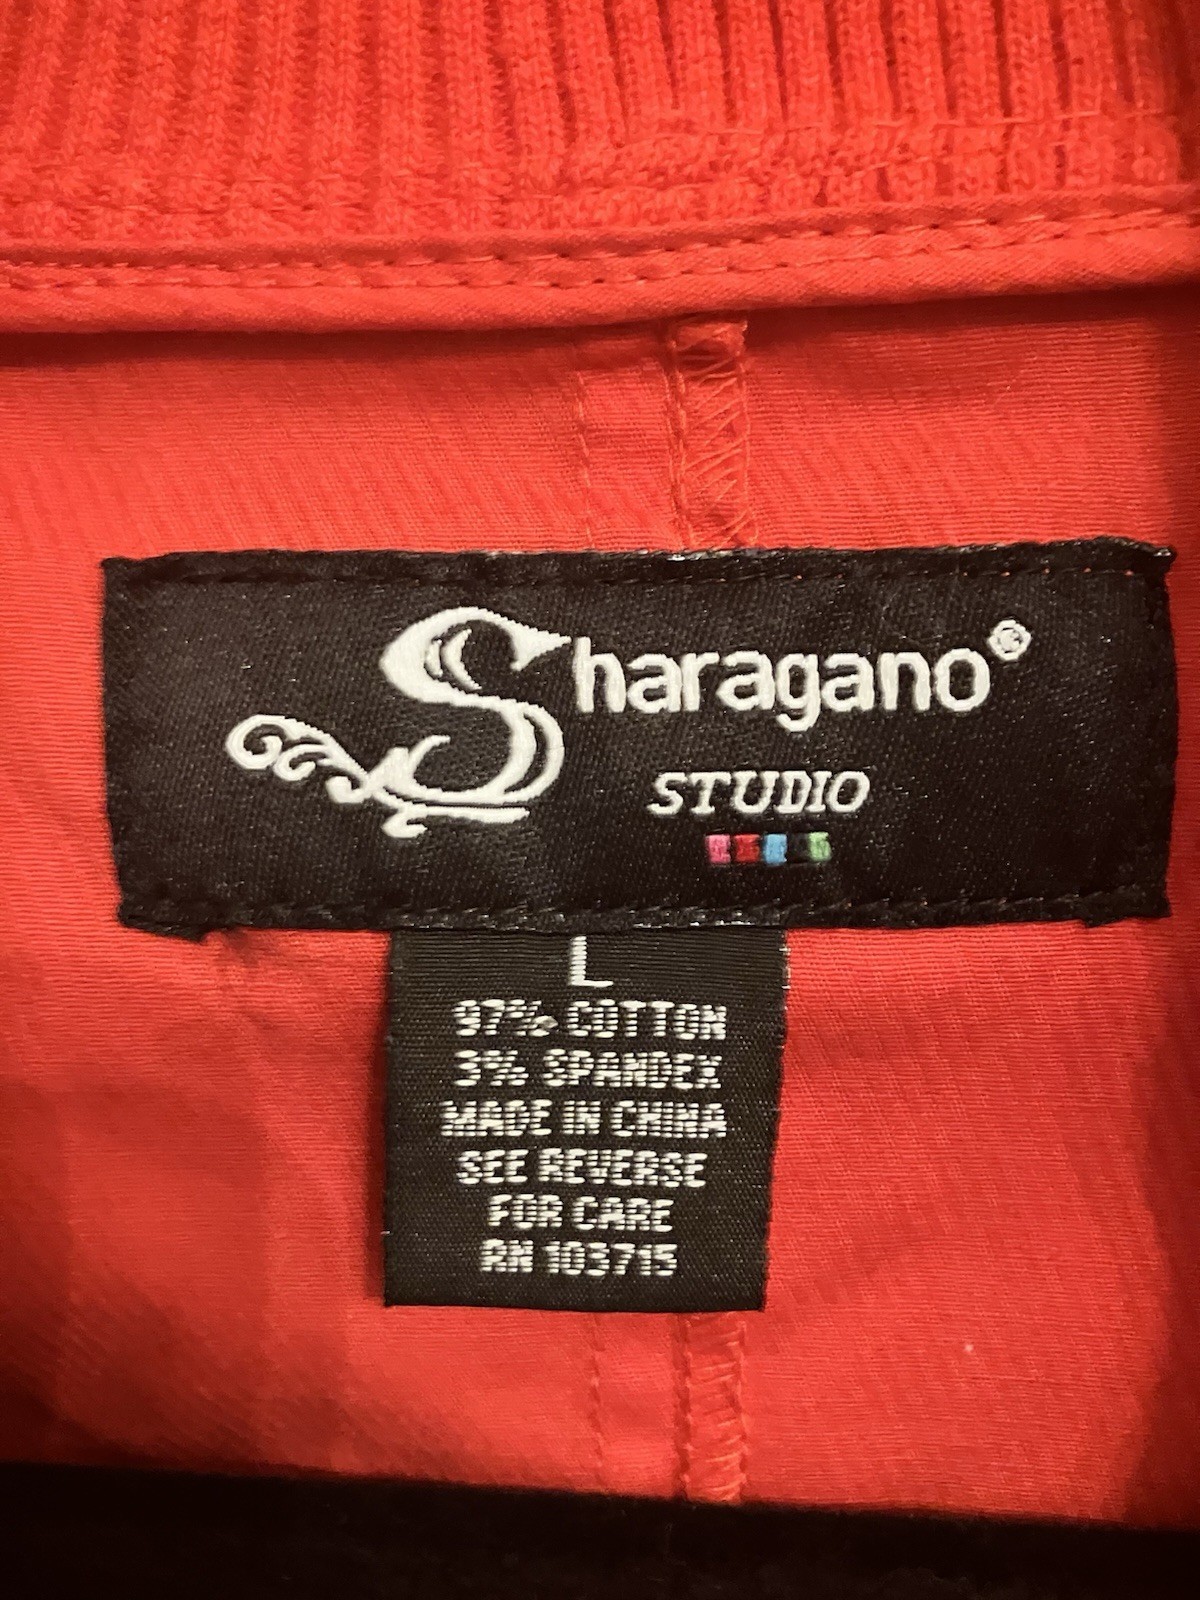 Sharagano®
STUDIO
L
97% COTTON
3% SPANDEX
MADE IN CHINA
SEE REVERSE
FOR CARE
RN 103715